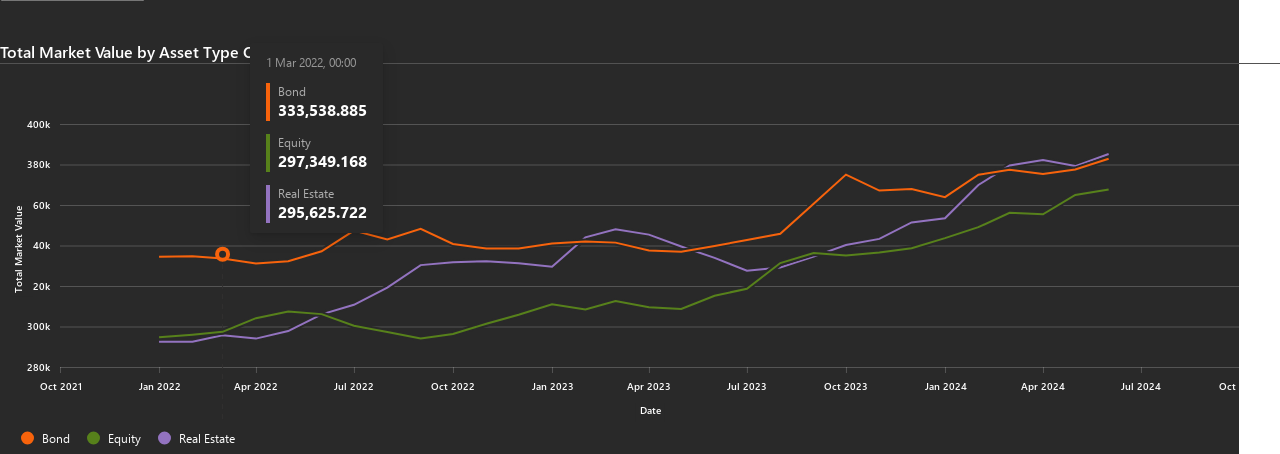 Total Market Value by Asset Type C
1 Mar 2022, 00:00
Bond
333,538.885
Equity
297,349.168
Real Estate
295,625.722
400k
380k
60k
40k
20k
300k
280k
Total Market Value
Oct 2021 Jan 2022 Apr 2022 Jul 2022 Oct 2022 Jan 2023 Apr 2023 Jul 2023 Oct 2023 Jan 2024 Apr 2024 Jul 2024 Oct
Date
Bond Equity Real Estate